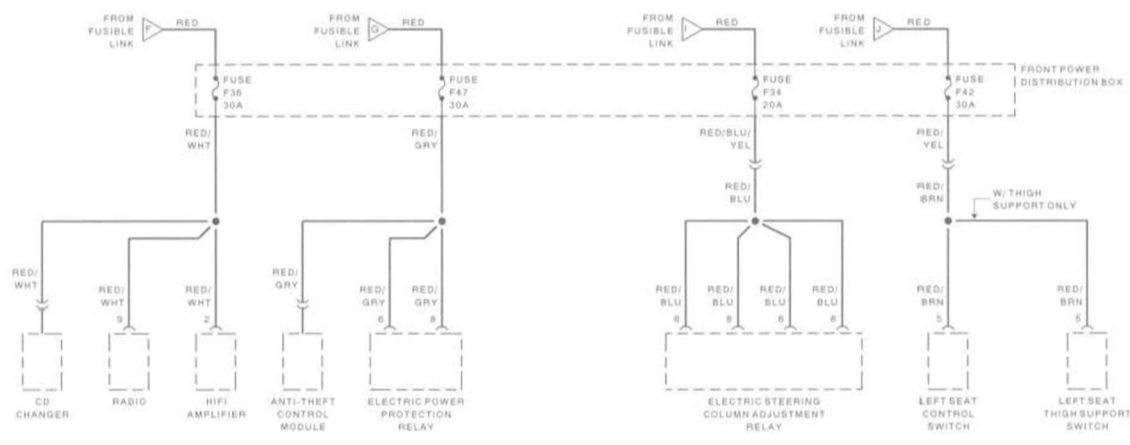 FROM
FUSIBLE
LINK
F
RED
FROM
FUSIBLE
LINK
G
RED
FROM
FUSIBLE
LINK
I
RED
FROM
FUSIBLE
LINK
J
RED
FUSE
F36
30A
FUSE
F47
30A
FUSE
F34
20A
FUSE
F42
30A
FRONT POWER
DISTRIBUTION BOX
RED/
WHT
RED/
GRY
RED/BLU/
YEL
RED/
YEL
RED/
BLU
RED/
BRN
W/ THIGH
SUPPORT ONLY
RED/
WHT
RED/
WHT
RED/
WHT
RED/
GRY
RED/
GRY
RED/
GRY
RED/
BLU
RED/
BLU
RED/
BLU
RED/
BLU
RED/
BRN
RED/
BRN
9
2
6
8
6
8
6
8
5
5
CD
CHANGER
RADIO
HIFI
AMPLIFIER
ANTI-THEFT
CONTROL
MODULE
ELECTRIC POWER
PROTECTION
RELAY
ELECTRIC STEERING
COLUMN ADJUSTMENT
RELAY
LEFT SEAT
CONTROL
SWITCH
LEFT SEAT
THIGH SUPPORT
SWITCH